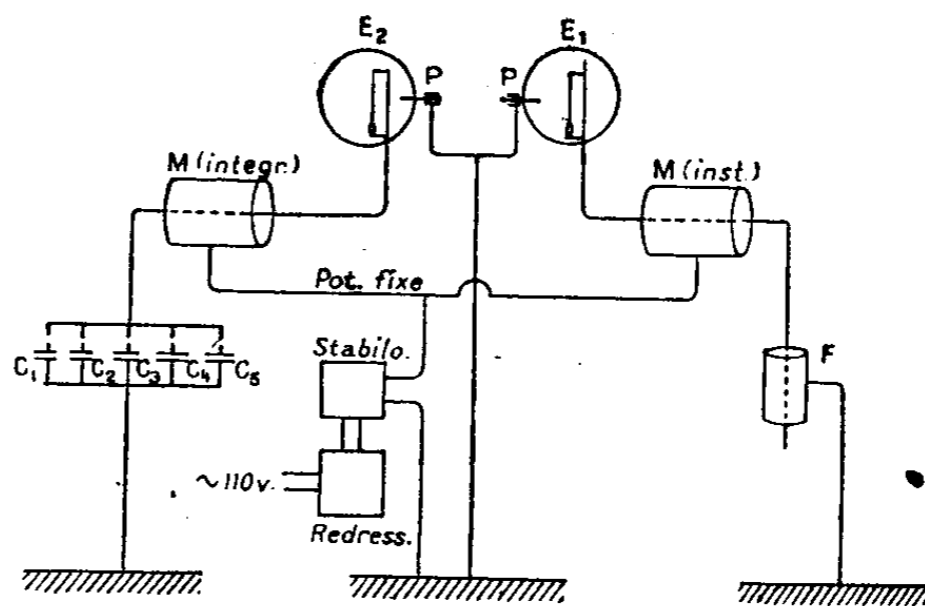 E₂
E₁
P
P
M (integr.)
M (inst.)
Pot. fixe
Stabilo.
C₁ C₂ C₃ C₄ C₅
F
~110v.
Redress.